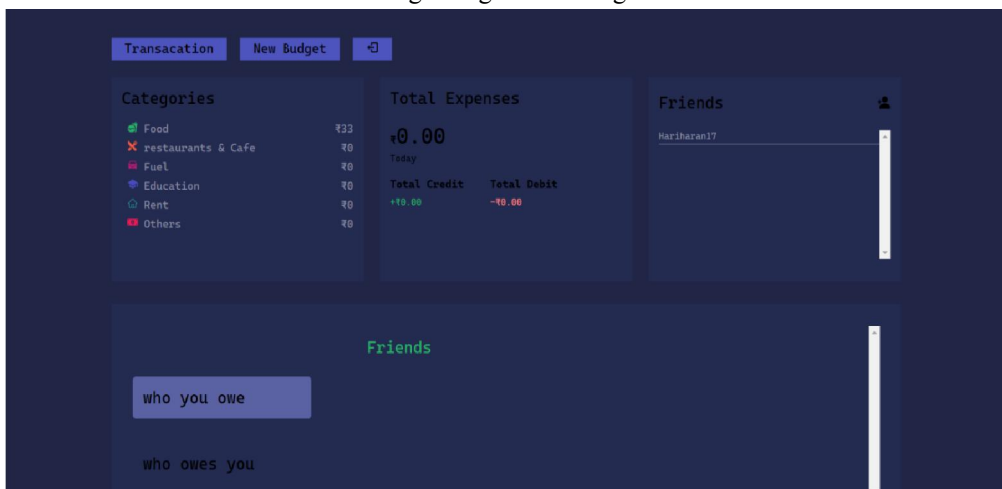 Transacation New Budget
Categories
Food ₹33
restaurants & Cafe ₹0
Fuel ₹0
Education ₹0
Rent ₹0
Others ₹0
Total Expenses
₹0.00
Today
Total Credit Total Debit
+₹0.00 -₹0.00
Friends
Hariharan17
Friends
who you owe
who owes you